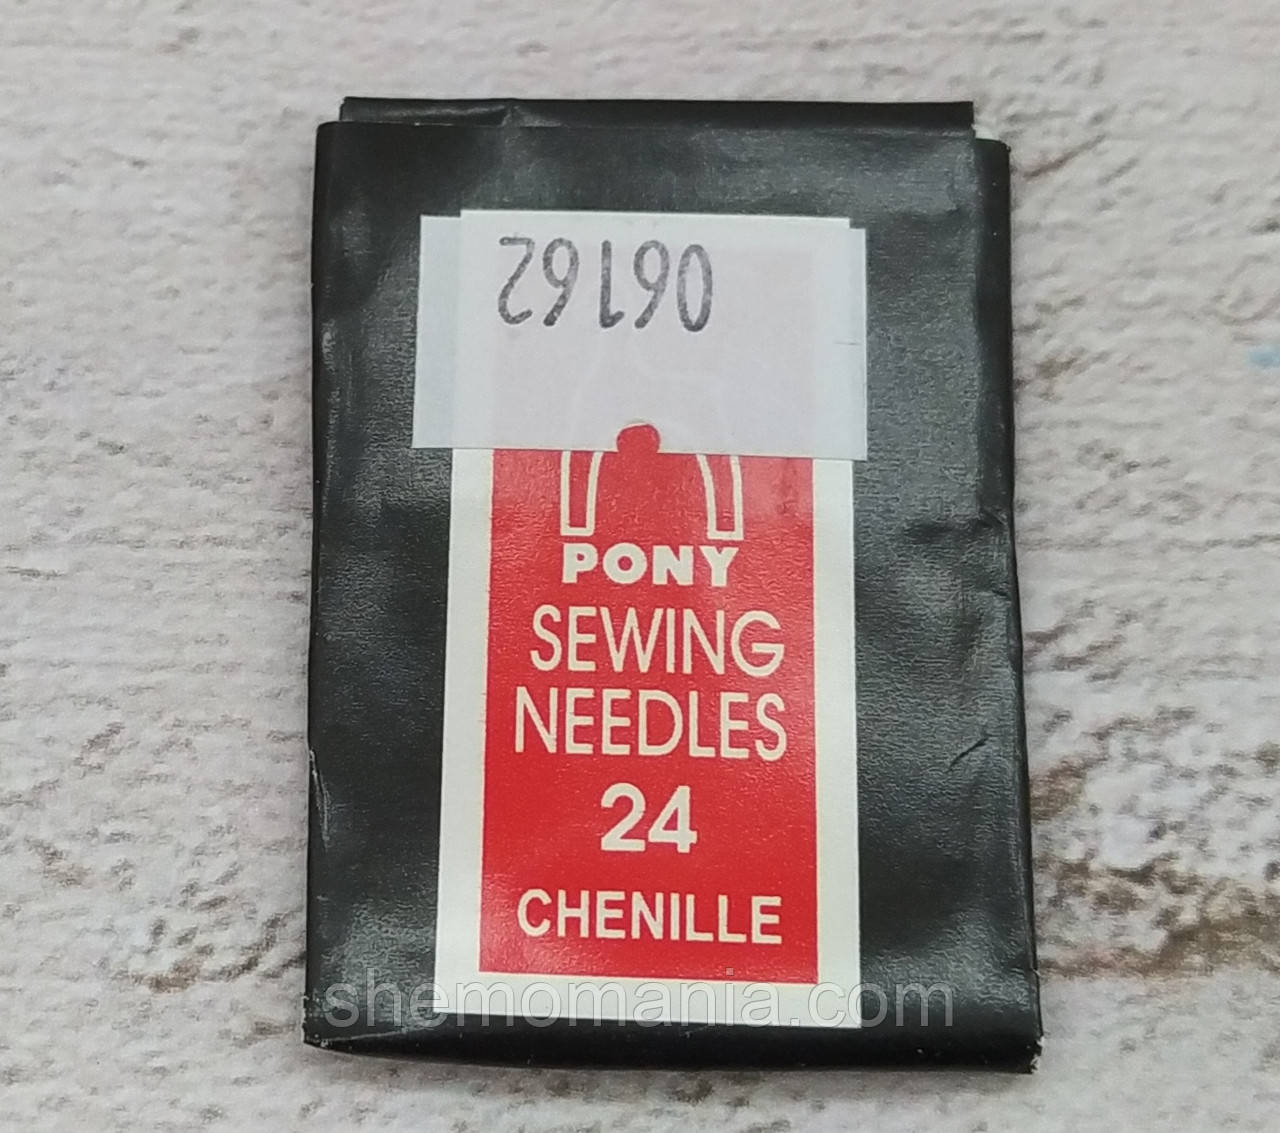 06162
PONY
SEWING
NEEDLES
24
CHENILLE
shemomania.com